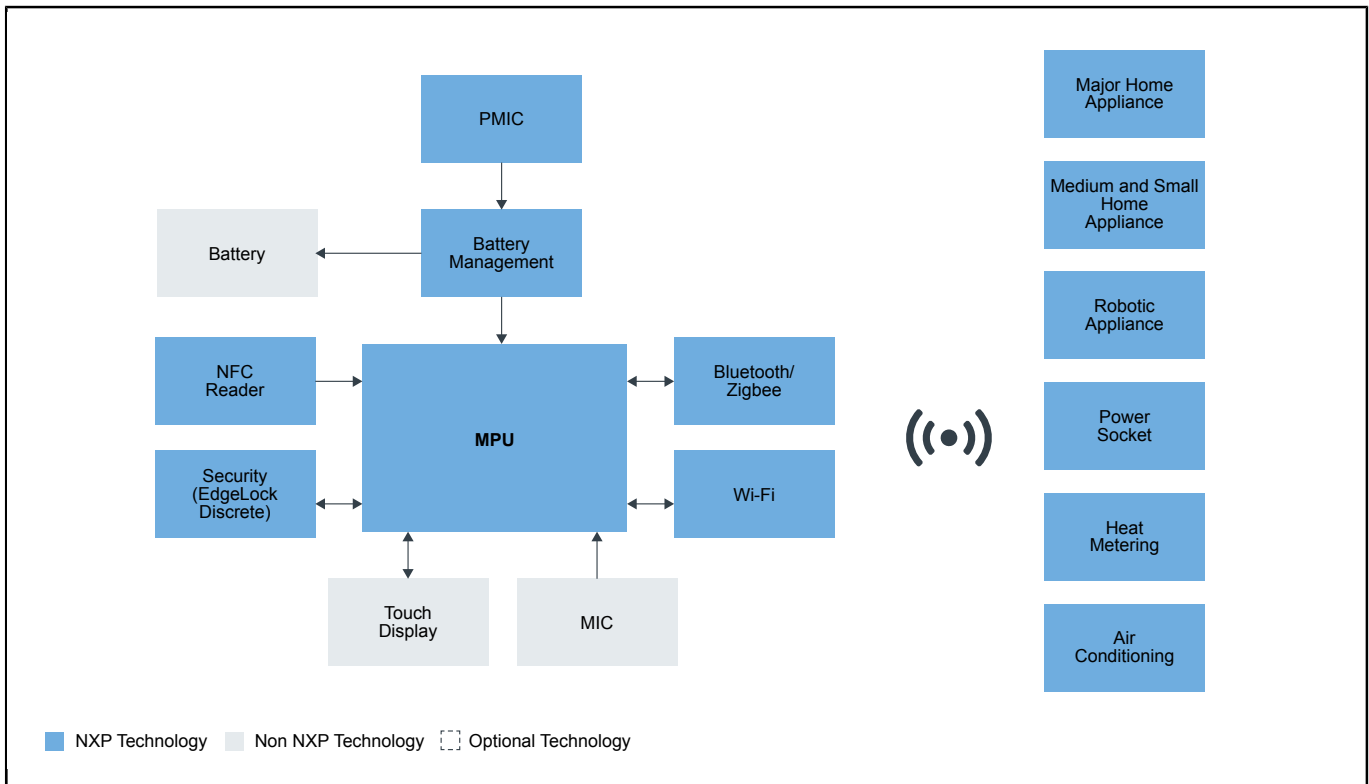 PMIC
Battery
Management
Battery
NFC
Reader
MPU
Bluetooth/
Zigbee
Security
(EdgeLock
Discrete)
Wi-Fi
Touch
Display
MIC
Major Home
Appliance
Medium and Small
Home
Appliance
Robotic
Appliance
Power
Socket
Heat
Metering
Air
Conditioning
NXP Technology
Non NXP Technology
Optional Technology